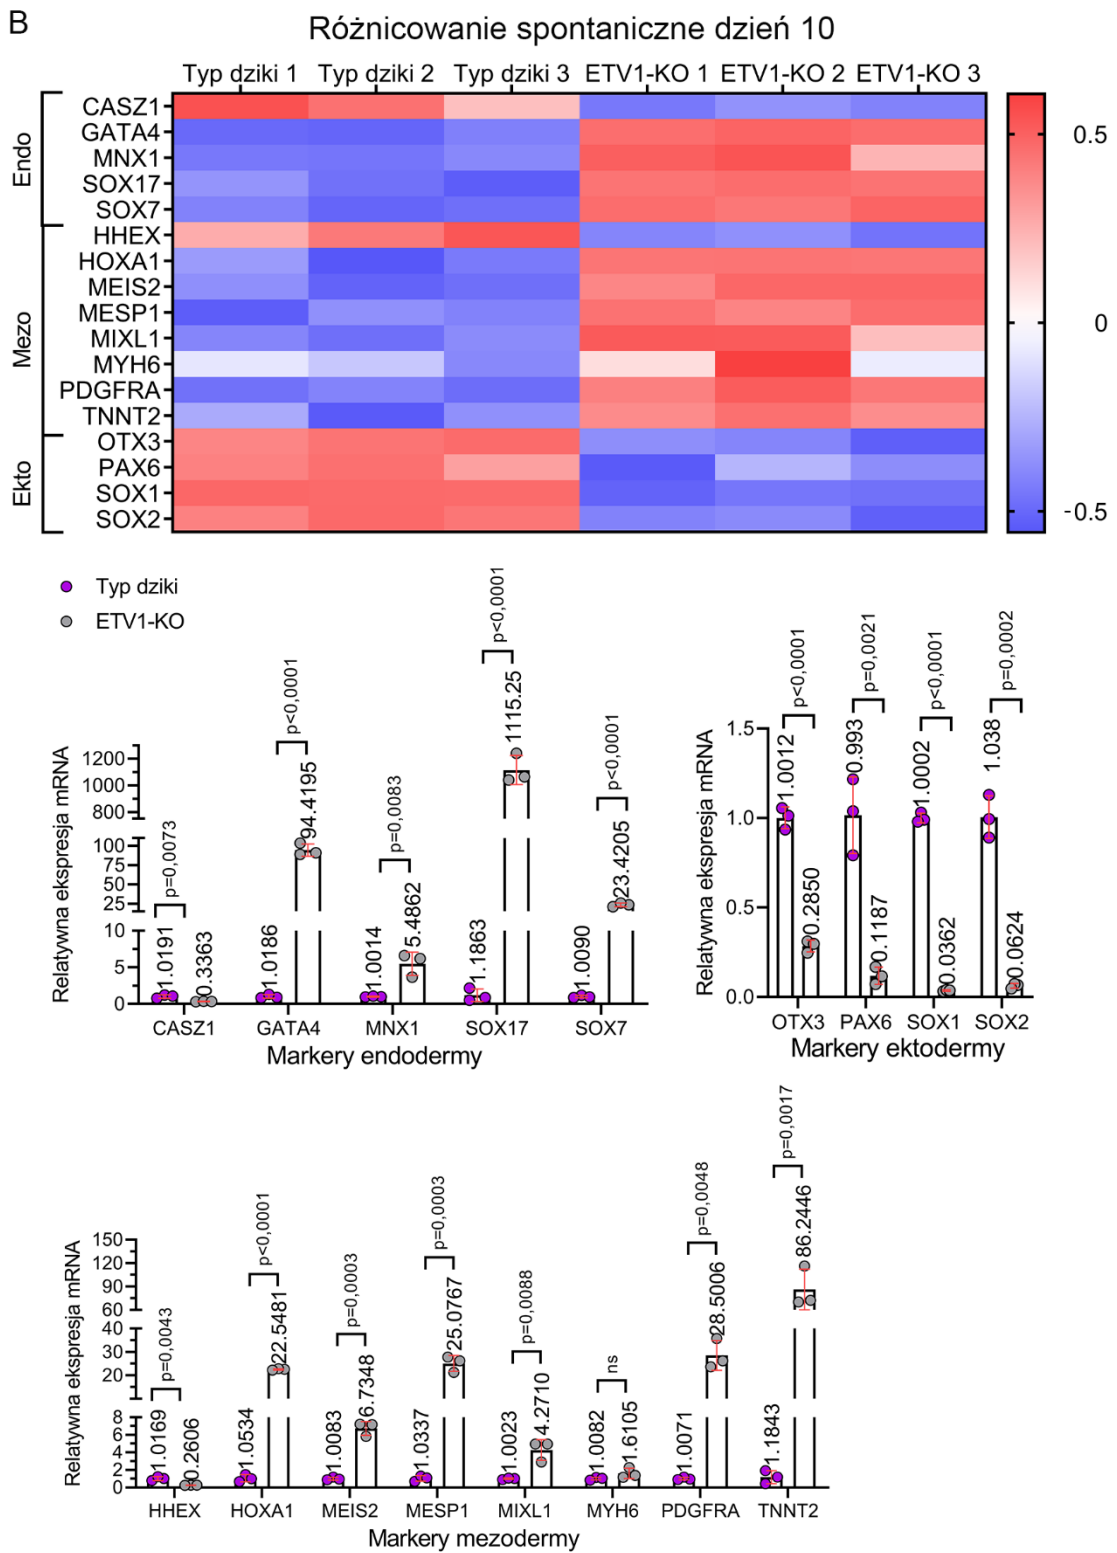 B
Różnicowanie spontaniczne dzień 10
Typ dziki 1 Typ dziki 2 Typ dziki 3 ETV1-KO 1 ETV1-KO 2 ETV1-KO 3
Endo
CASZ1
GATA4
MNX1
SOX17
SOX7
Mezo
HHEX
HOXA1
MEIS2
MESP1
MIXL1
MYH6
PDGFRA
TNNT2
Ekto
OTX3
PAX6
SOX1
SOX2
0.5
0
-0.5
Typ dziki
ETV1-KO
Relatywna ekspresja mRNA
1200
1000
800
100
75
50
25
10
5
0
p=0,0073
p<0,0001
p=0,0083
p<0,0001
p<0,0001
1.0191
0.3363
1.0186
94.4195
1.0014
5.4862
1.1863
1115.25
1.0090
23.4205
CASZ1 GATA4 MNX1 SOX17 SOX7
Markery endodermy
Relatywna ekspresja mRNA
1.5
1.0
0.5
0.0
p<0,0001
p=0,0021
p<0,0001
p=0,0002
1.0012
0.2850
0.993
0.1187
1.0002
0.0362
1.038
0.0624
OTX3 PAX6 SOX1 SOX2
Markery ektodermy
Relatywna ekspresja mRNA
150
120
90
60
40
30
20
8
6
4
2
0
p=0,0043
p<0,0001
p=0,0003
p=0,0003
p=0,0088
ns
p=0,0048
p=0,0017
1.0169
0.2606
1.0534
22.5481
1.0083
6.7348
1.0337
25.0767
1.0023
4.2710
1.0082
1.6105
1.0071
28.5006
1.1843
86.2446
HHEX HOXA1 MEIS2 MESP1 MIXL1 MYH6 PDGFRA TNNT2
Markery mezodermy